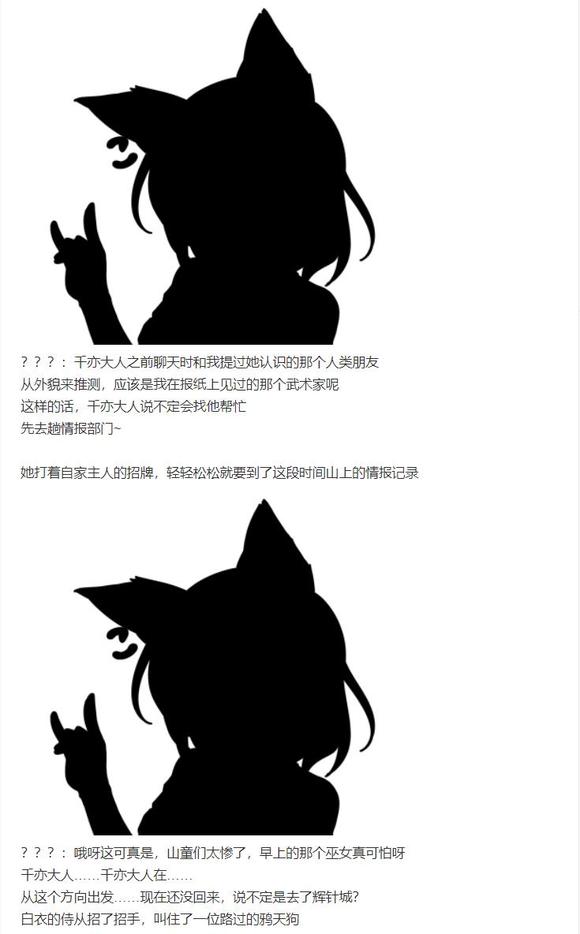 ？？？：千亦大人之前聊天时和我提过她认识的那个人类朋友
从外貌来推测，应该是我在报纸上见过的那个武术家呢
这样的话，千亦大人说不定会找他帮忙
先去趟情报部门~
她打着自家主人的招牌，轻轻松松就要到了这段时间山上的情报记录
？？？：哦呀这可真是，山童们太惨了，早上的那个巫女真可怕呀
千亦大人……千亦大人在……
从这个方向出发……现在还没回来，说不定是去了辉针城？
白衣的侍从招了招手，叫住了一位路过的鸦天狗